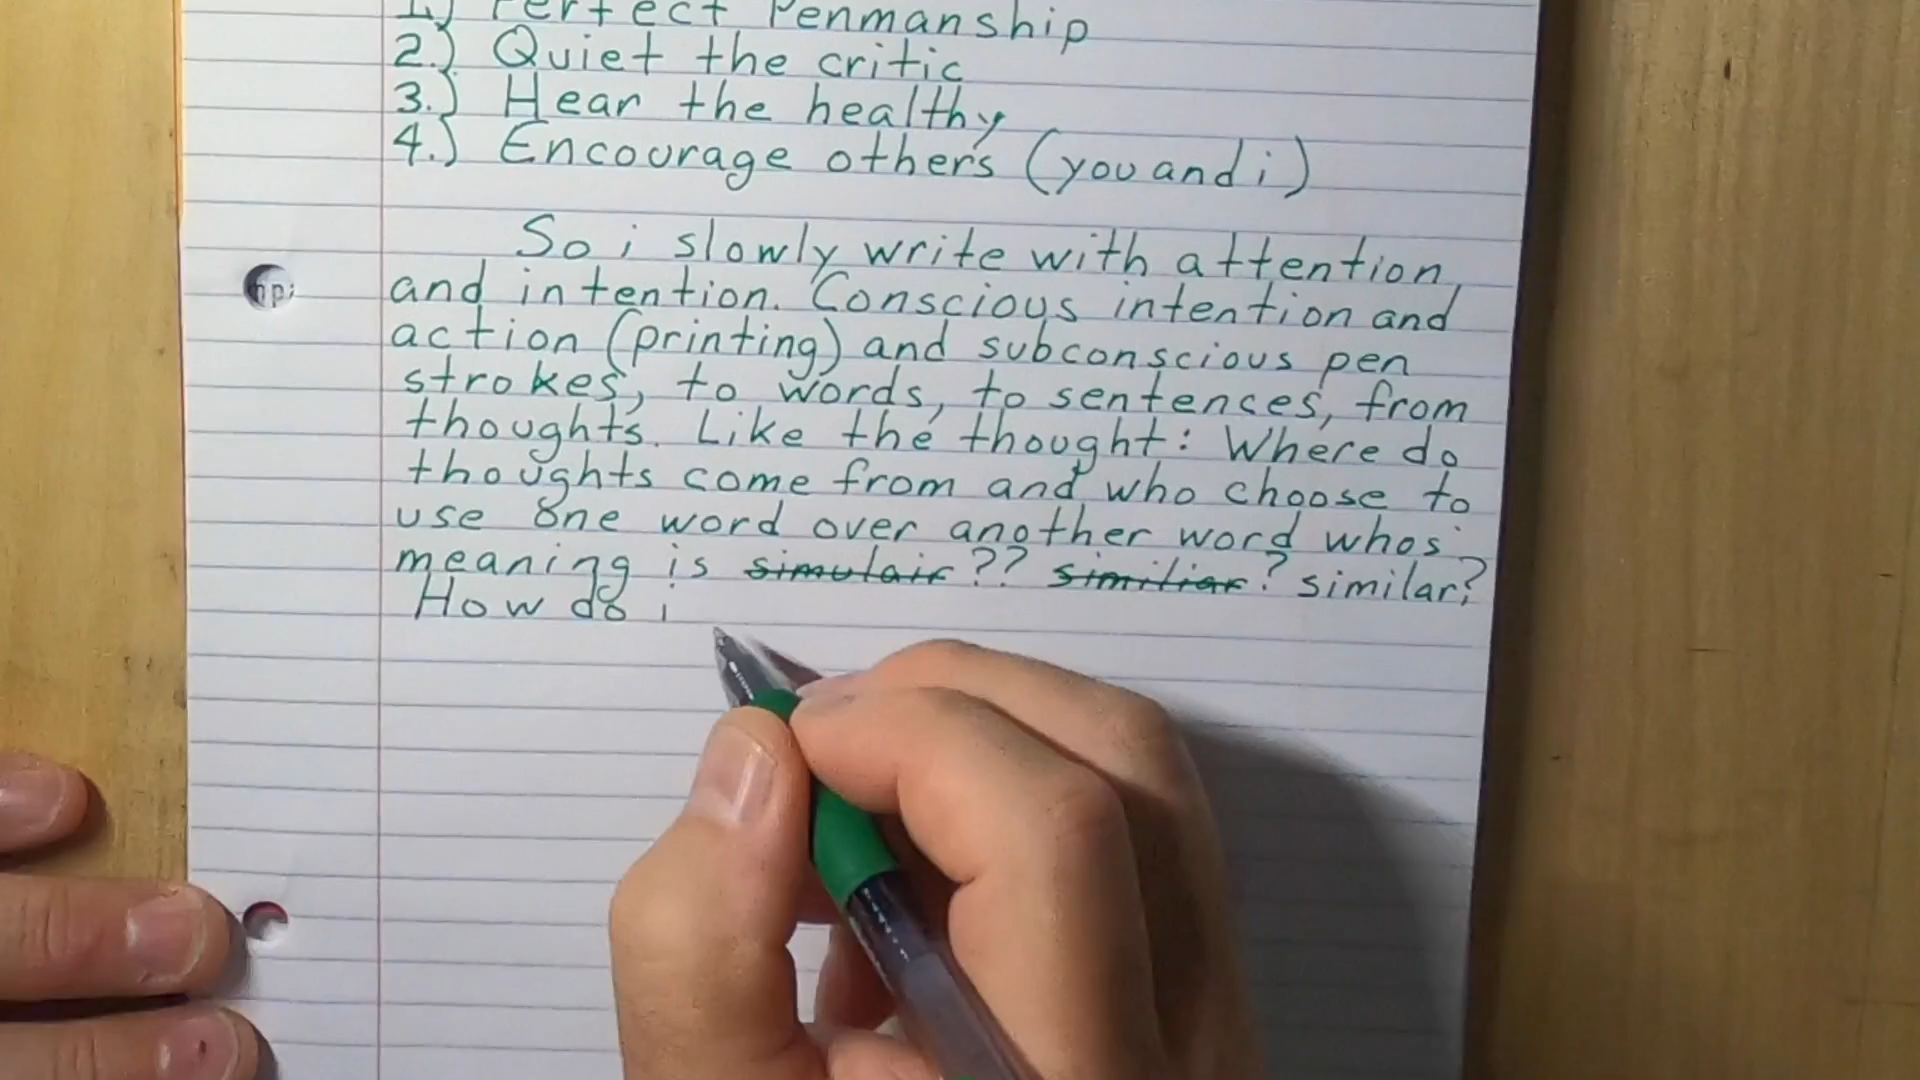 1.) Perfect Penmanship
2.) Quiet the critic
3.) Hear the healthy
4.) Encourage others (you and i)
So i slowly write with attention,
and intention. Conscious intention and
action (printing) and subconscious pen
strokes, to words, to sentences, from
thoughts. Like the thought: Where do
thoughts come from and who choose to
use one word over another word whos
meaning is simulair?? similiar? similar?
How do i